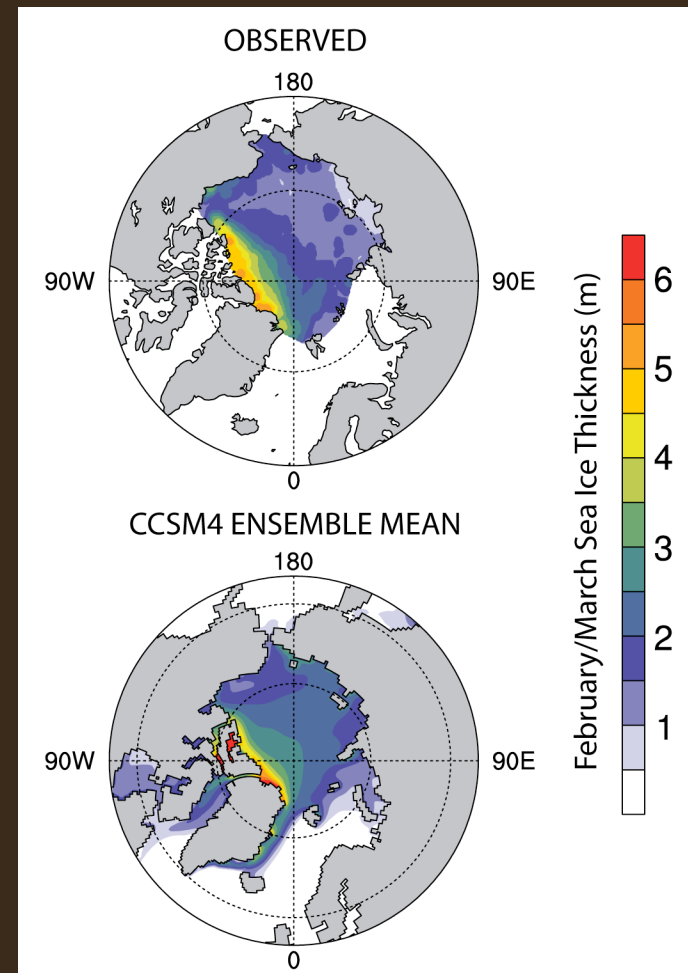 OBSERVED
180
90W
90E
0
CCSM4 ENSEMBLE MEAN
180
90W
90E
0
February/March Sea Ice Thickness (m)
6
5
4
3
2
1